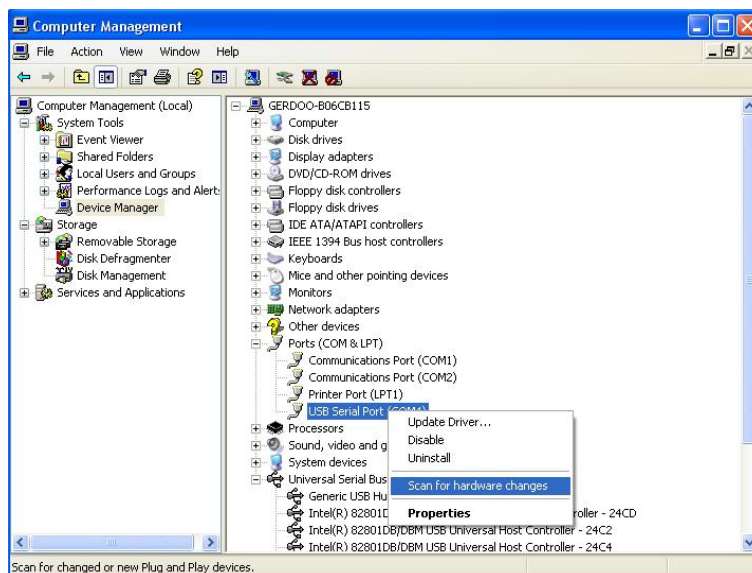 Computer Management
File Action View Window Help
Computer Management (Local)
System Tools
Event Viewer
Shared Folders
Local Users and Groups
Performance Logs and Alert
Device Manager
Storage
Removable Storage
Disk Defragmenter
Disk Management
Services and Applications
GERDOO-B06CB115
Computer
Disk drives
Display adapters
DVD/CD-ROM drives
Floppy disk controllers
Floppy disk drives
IDE ATA/ATAPI controllers
IEEE 1394 Bus host controllers
Keyboards
Mice and other pointing devices
Monitors
Network adapters
Other devices
Ports (COM & LPT)
Communications Port (COM1)
Communications Port (COM2)
Printer Port (LPT1)
USB Serial Port
Processors
Sound, video and g
System devices
Universal Serial Bus
Generic USB Hu
Intel(R) 82801D roller - 24CD
Intel(R) 82801DB/DBM USB Universal Host Controller - 24C2
Intel(R) 82801DB/DBM USB Universal Host Controller - 24C4
Update Driver...
Disable
Uninstall
Scan for hardware changes
Properties
Scan for changed or new Plug and Play devices.